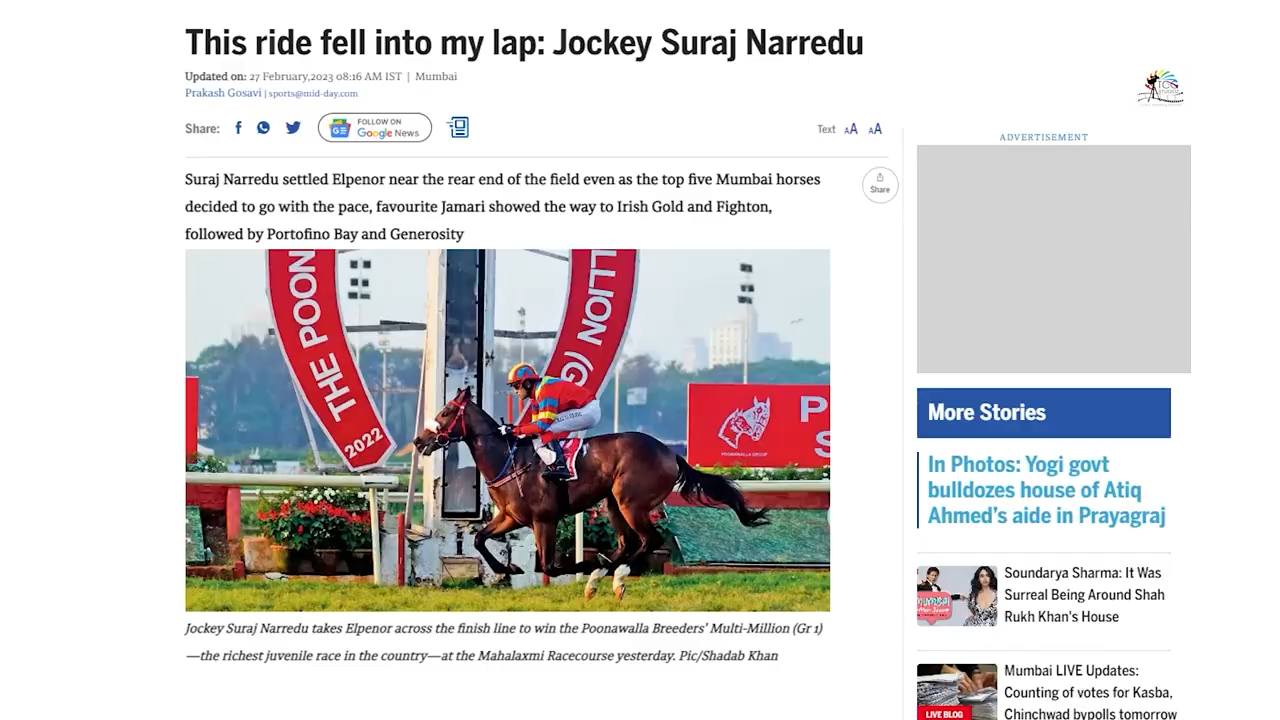 This ride fell into my lap: Jockey Suraj Narredu
Updated on: 27 February,2023 08:16 AM IST | Mumbai
Prakash Gosavi | sports@mid-day.com
Share:
FOLLOW ON
Google News
Text AA AA
Share
Suraj Narredu settled Elpenor near the rear end of the field even as the top five Mumbai horses
decided to go with the pace, favourite Jamari showed the way to Irish Gold and Fighton,
followed by Portofino Bay and Generosity
THE POON
2022
LLION (G
P
S
POONAWALLA GROUP
Jockey Suraj Narredu takes Elpenor across the finish line to win the Poonawalla Breeders' Multi-Million (Gr 1)
—the richest juvenile race in the country—at the Mahalaxmi Racecourse yesterday. Pic/Shadab Khan
TCG
ADVERTISEMENT
More Stories
In Photos: Yogi govt
bulldozes house of Atiq
Ahmed's aide in Prayagraj
Soundarya Sharma: It Was
Surreal Being Around Shah
Rukh Khan's House
Mumbai LIVE Updates:
Counting of votes for Kasba,
Chinchwad bypolls tomorrow
LIVE BLOG